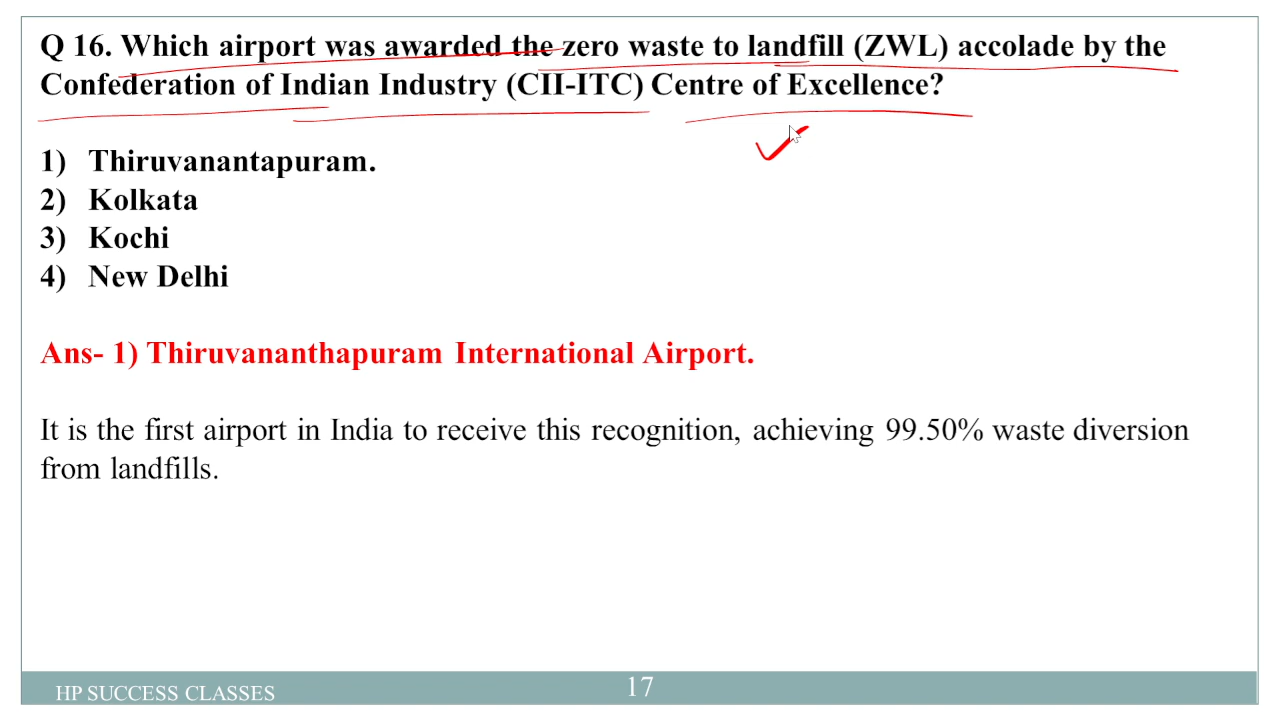 Q 16. Which airport was awarded the zero waste to landfill (ZWL) accolade by the
Confederation of Indian Industry (CII-ITC) Centre of Excellence?
1) Thiruvanantapuram.
2) Kolkata
3) Kochi
4) New Delhi
Ans- 1) Thiruvananthapuram International Airport.
It is the first airport in India to receive this recognition, achieving 99.50% waste diversion
from landfills.
HP SUCCESS CLASSES
17